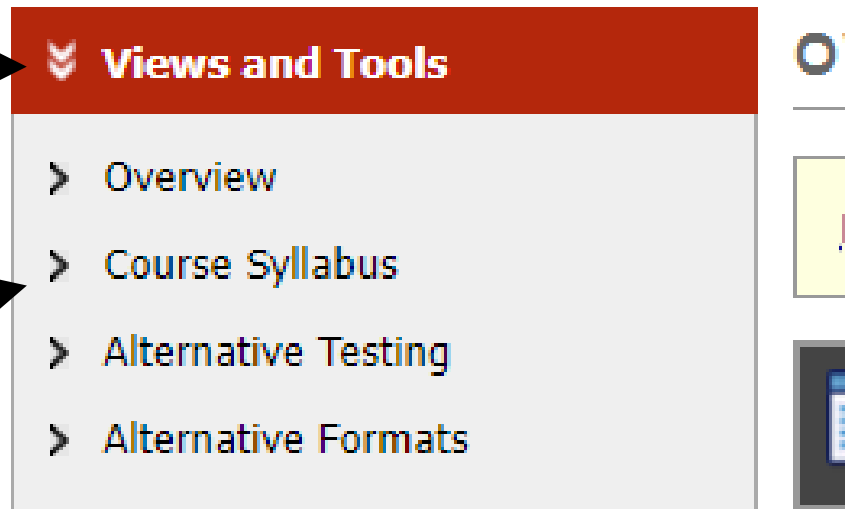 Views and Tools
Overview
Course Syllabus
Alternative Testing
Alternative Formats